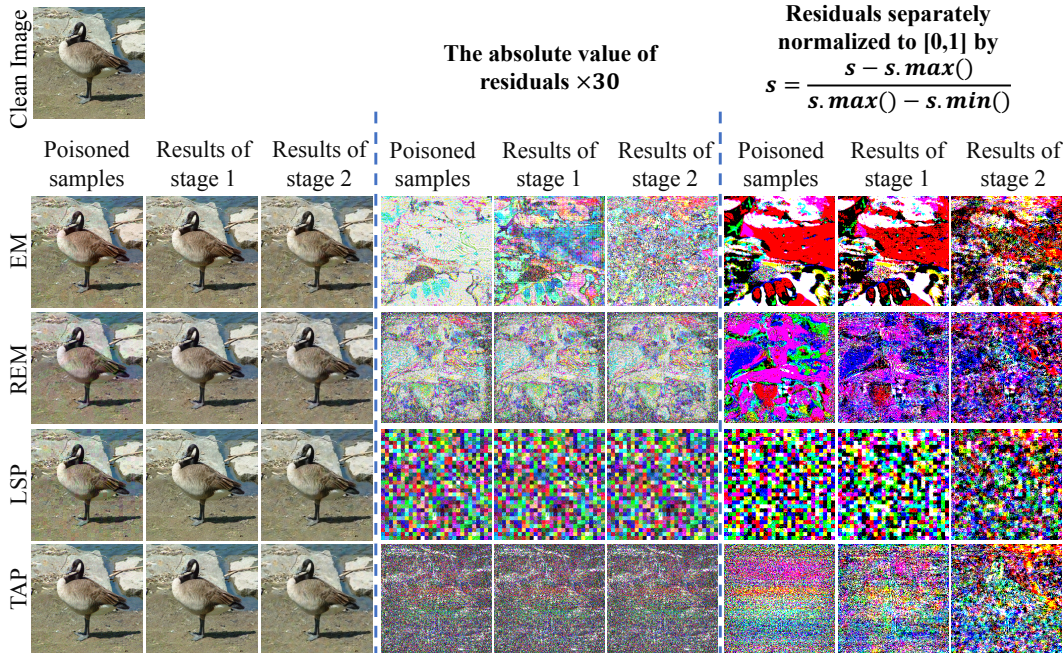 Clean Image
The absolute value of
residuals ×30
Residuals separately
normalized to [0,1] by
s = (s − s.max()) / (s.max() − s.min())
Poisoned samples
Results of stage 1
Results of stage 2
Poisoned samples
Results of stage 1
Results of stage 2
Poisoned samples
Results of stage 1
Results of stage 2
EM
REM
LSP
TAP